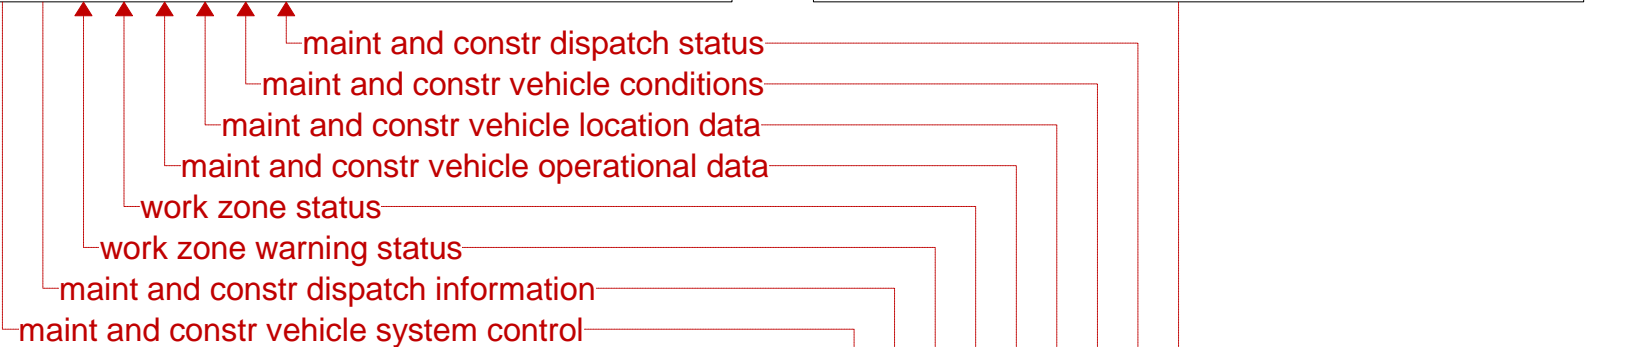 maint and constr dispatch status
maint and constr vehicle conditions
maint and constr vehicle location data
maint and constr vehicle operational data
work zone status
work zone warning status
maint and constr dispatch information
maint and constr vehicle system control